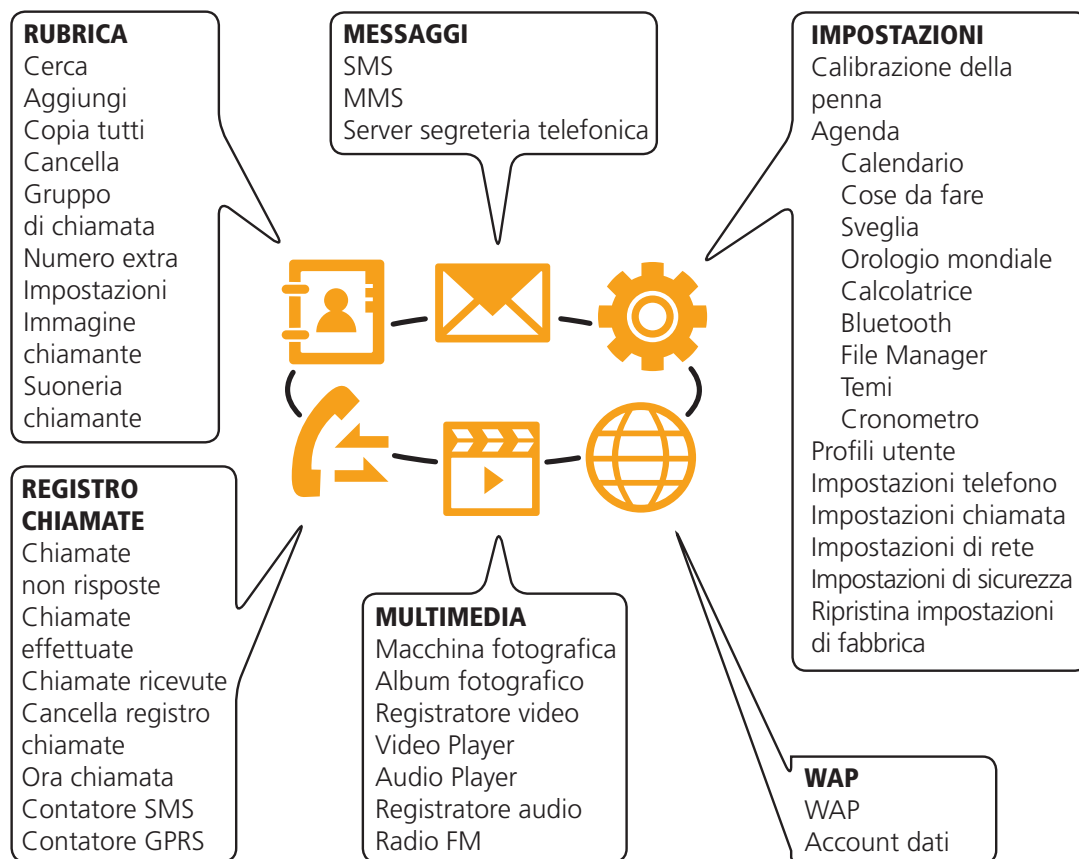 RUBRICA
Cerca
Aggiungi
Copia tutti
Cancella
Gruppo
di chiamata
Numero extra
Impostazioni
Immagine
chiamante
Suoneria
chiamante
MESSAGGI
SMS
MMS
Server segreteria telefonica
IMPOSTAZIONI
Calibrazione della
penna
Agenda
Calendario
Cose da fare
Sveglia
Orologio mondiale
Calcolatrice
Bluetooth
File Manager
Temi
Cronometro
Profili utente
Impostazioni telefono
Impostazioni chiamata
Impostazioni di rete
Impostazioni di sicurezza
Ripristina impostazioni
di fabbrica
REGISTRO
CHIAMATE
Chiamate
non risposte
Chiamate
effettuate
Chiamate ricevute
Cancella registro
chiamate
Ora chiamata
Contatore SMS
Contatore GPRS
MULTIMEDIA
Macchina fotografica
Album fotografico
Registratore video
Video Player
Audio Player
Registratore audio
Radio FM
WAP
WAP
Account dati